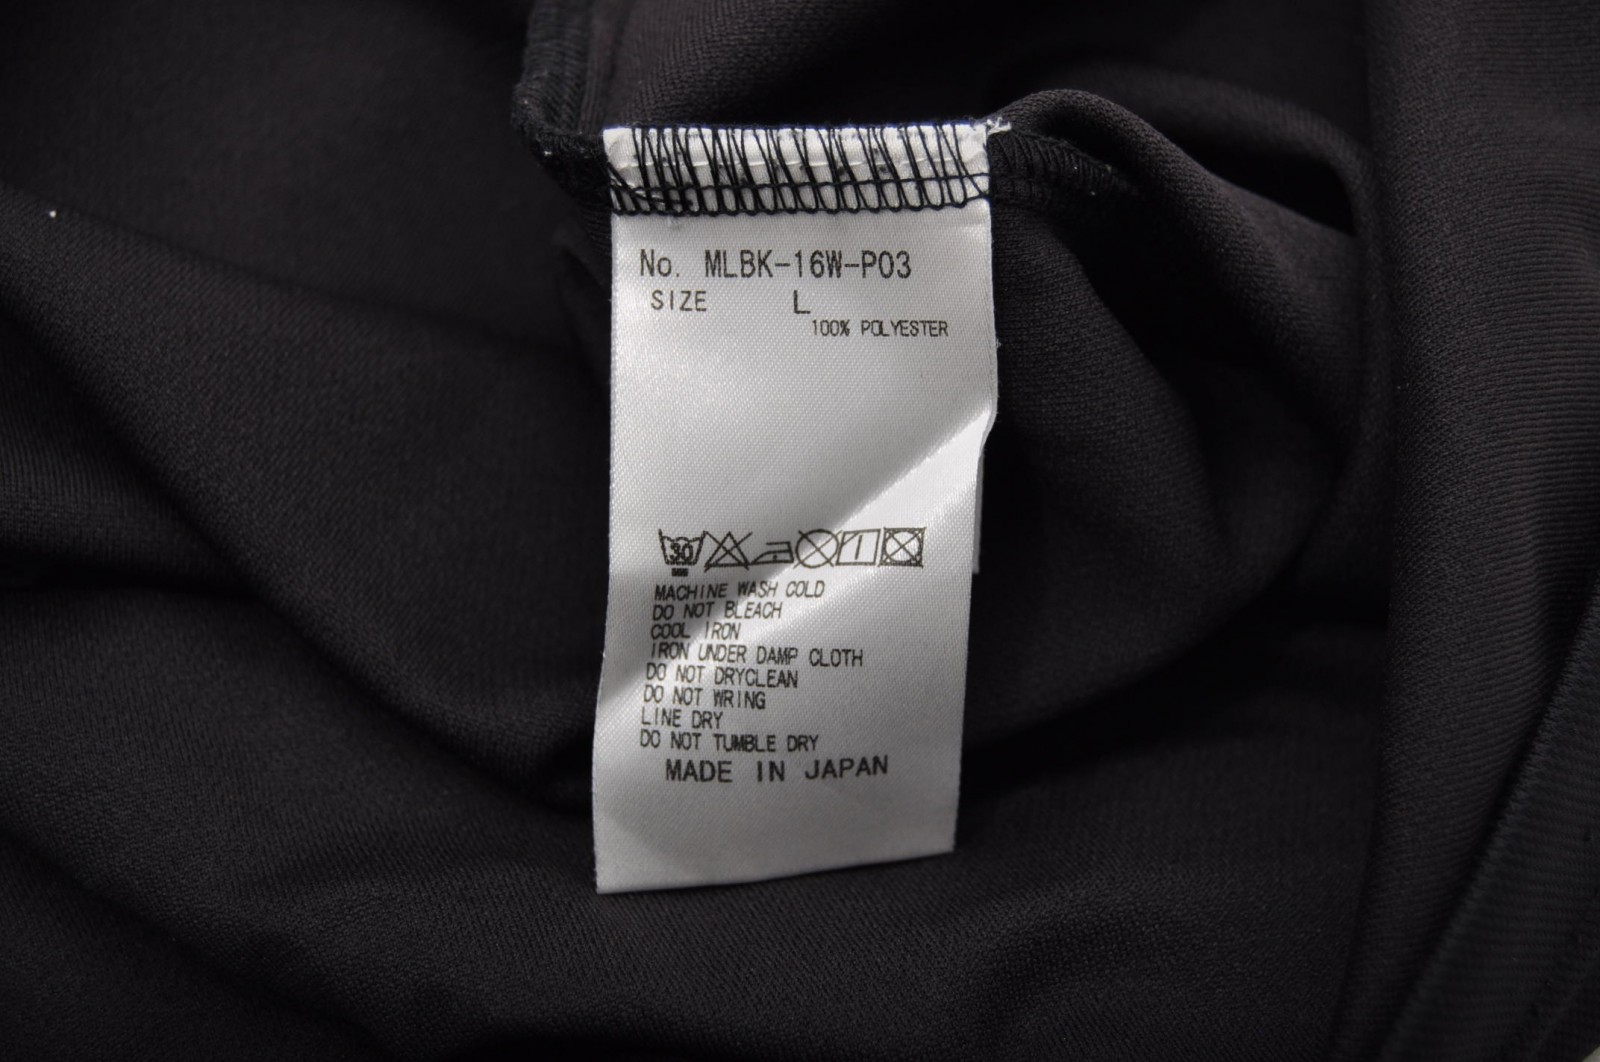 No. MLBK-16W-P03
SIZE L
100% POLYESTER
30
MACHINE WASH COLD
DO NOT BLEACH
COOL IRON
IRON UNDER DAMP CLOTH
DO NOT DRYCLEAN
DO NOT WRING
LINE DRY
DO NOT TUMBLE DRY
MADE IN JAPAN